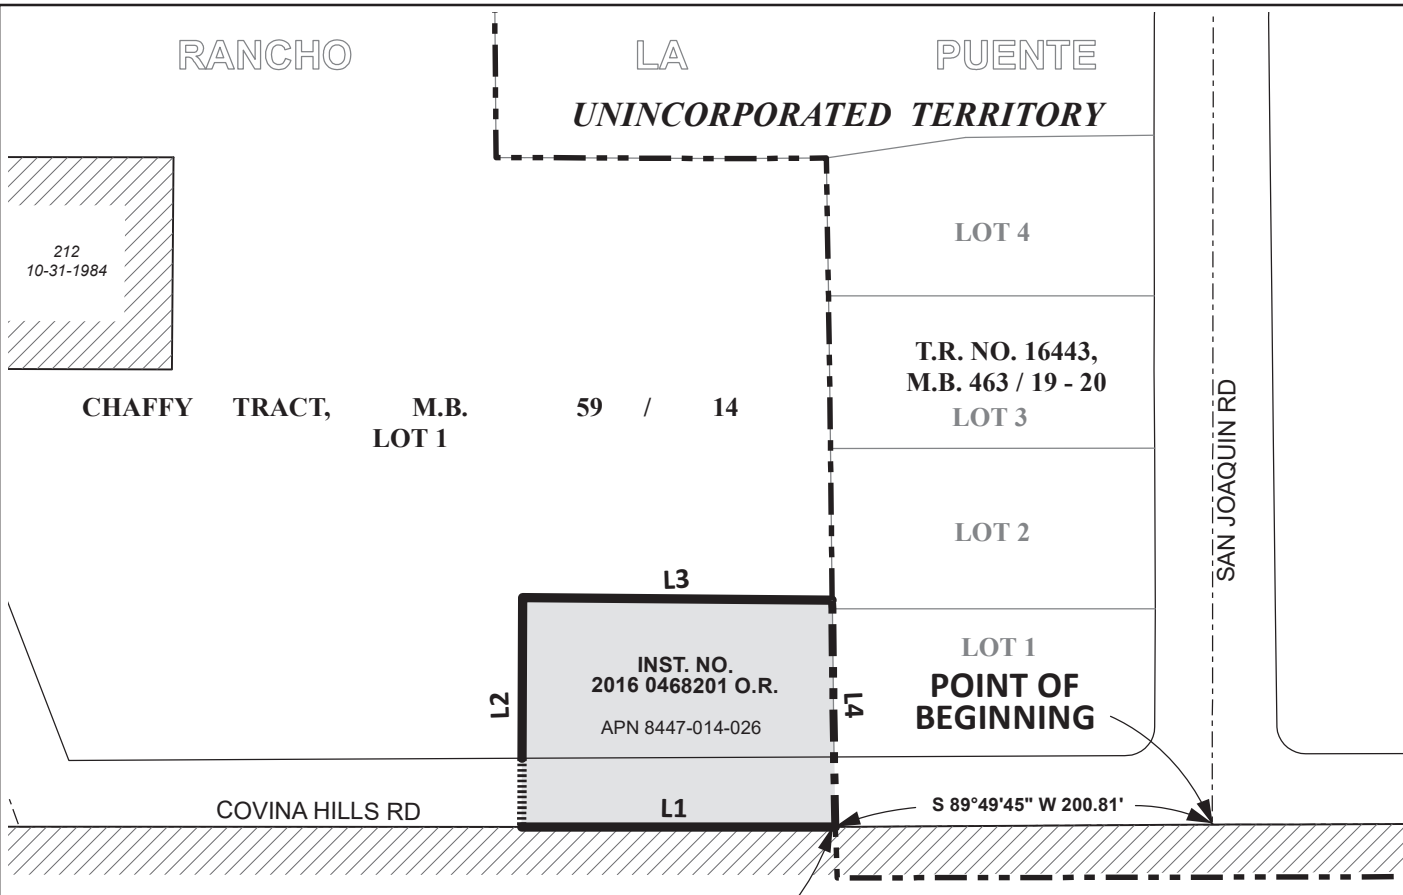 RANCHO LA PUENTE
UNINCORPORATED TERRITORY
LOT 4
212
10-31-1984
T.R. NO. 16443,
M.B. 463 / 19 - 20
LOT 3
CHAFFY TRACT, M.B. 59 / 14
LOT 1
SAN JOAQUIN RD
LOT 2
L3
INST. NO.
2016 0468201 O.R.
APN 8447-014-026
L2
L4
LOT 1
POINT OF
BEGINNING
COVINA HILLS RD
L1
S 89°49'45" W 200.81'